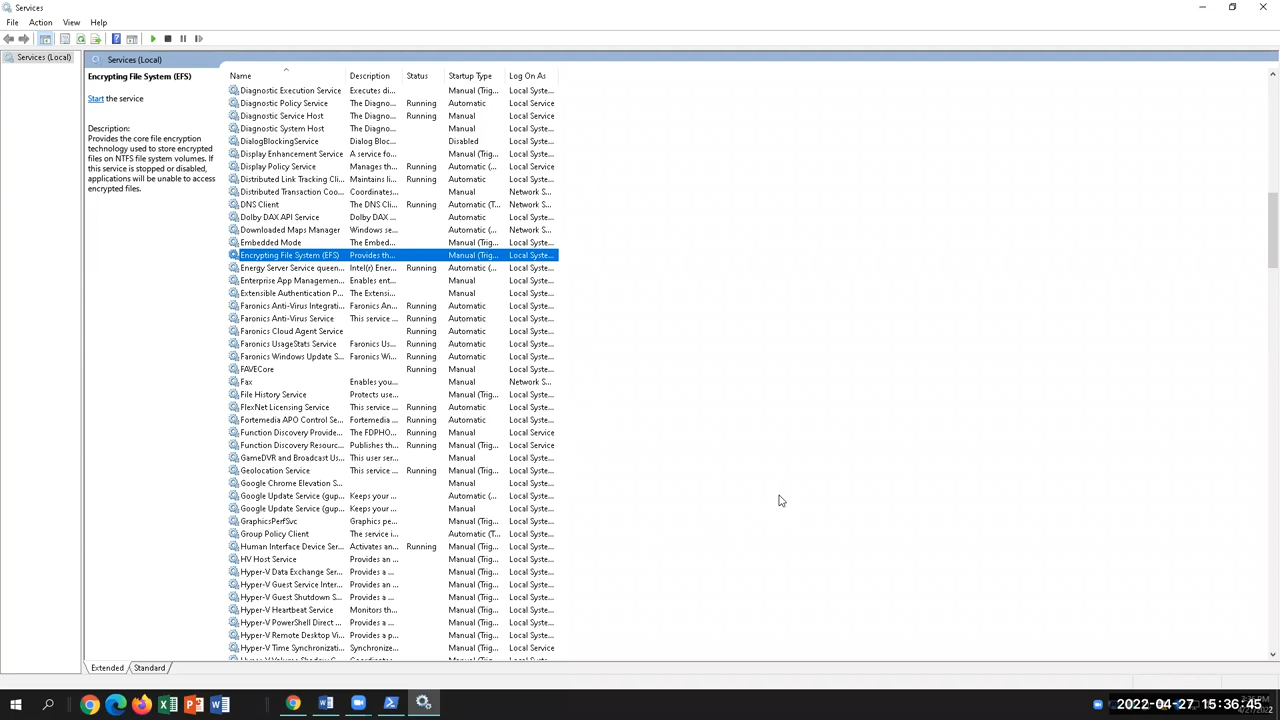 Services
File Action View Help
Services (Local)
Services (Local)
Encrypting File System (EFS)
Start the service
Description:
Provides the core file encryption
technology used to store encrypted
files on NTFS file system volumes. If
this service is stopped or disabled,
applications will be unable to access
encrypted files.
Name Description Status Startup Type Log On As
Diagnostic Execution Service Executes di... Manual (Trig... Local Syste...
Diagnostic Policy Service The Diagno... Running Automatic Local Service
Diagnostic Service Host The Diagno... Running Manual Local Service
Diagnostic System Host The Diagno... Manual Local Syste...
DialogBlockingService Dialog Bloc... Disabled Local Syste...
Display Enhancement Service A service fo... Manual (Trig... Local Syste...
Display Policy Service Manages th... Running Automatic (... Local Service
Distributed Link Tracking Cli... Maintains li... Running Automatic Local Syste...
Distributed Transaction Coo... Coordinates... Manual Network S...
DNS Client The DNS Cli... Running Automatic (T... Network S...
Dolby DAX API Service Dolby DAX ... Automatic Local Syste...
Downloaded Maps Manager Windows se... Automatic (... Network S...
Embedded Mode The Embed... Manual (Trig... Local Syste...
Encrypting File System (EFS) Provides th... Manual (Trig... Local Syste...
Energy Server Service queen... Intel(r) Ener... Running Automatic (... Local Syste...
Enterprise App Managemen... Enables ent... Manual Local Syste...
Extensible Authentication P... The Extensi... Manual Local Syste...
Faronics Anti-Virus Integrati... Faronics An... Running Automatic Local Syste...
Faronics Anti-Virus Service This service ... Running Automatic Local Syste...
Faronics Cloud Agent Service Running Automatic Local Syste...
Faronics UsageStats Service Faronics Us... Running Automatic Local Syste...
Faronics Windows Update S... Faronics Wi... Running Automatic Local Syste...
FAVECore Running Manual Local Syste...
Fax Enables you... Manual Network S...
File History Service Protects use... Manual (Trig... Local Syste...
FlexNet Licensing Service This service ... Running Automatic Local Syste...
Fortemedia APO Control Se... Fortemedia ... Running Automatic Local Syste...
Function Discovery Provide... The FDPHO... Running Manual Local Service
Function Discovery Resourc... Publishes th... Running Manual (Trig... Local Service
GameDVR and Broadcast Us... This user ser... Manual Local Syste...
Geolocation Service This service ... Running Manual (Trig... Local Syste...
Google Chrome Elevation S... Manual Local Syste...
Google Update Service (gup... Keeps your ... Automatic (... Local Syste...
Google Update Service (gup... Keeps your ... Manual Local Syste...
GraphicsPerfSvc Graphics pe... Manual (Trig... Local Syste...
Group Policy Client The service i... Automatic (T... Local Syste...
Human Interface Device Ser... Activates an... Running Manual (Trig... Local Syste...
HV Host Service Provides an ... Manual (Trig... Local Syste...
Hyper-V Data Exchange Ser... Provides a ... Manual (Trig... Local Syste...
Hyper-V Guest Service Inter... Provides an ... Manual (Trig... Local Syste...
Hyper-V Guest Shutdown S... Provides a ... Manual (Trig... Local Syste...
Hyper-V Heartbeat Service Monitors th... Manual (Trig... Local Syste...
Hyper-V PowerShell Direct ... Provides a ... Manual (Trig... Local Syste...
Hyper-V Remote Desktop Vi... Provides a p... Manual (Trig... Local Syste...
Hyper-V Time Synchronizati... Synchronize... Manual (Trig... Local Service
Extended Standard
2022-04-27 15:36:45